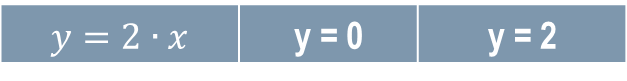 y = 2 · x y = 0 y = 2